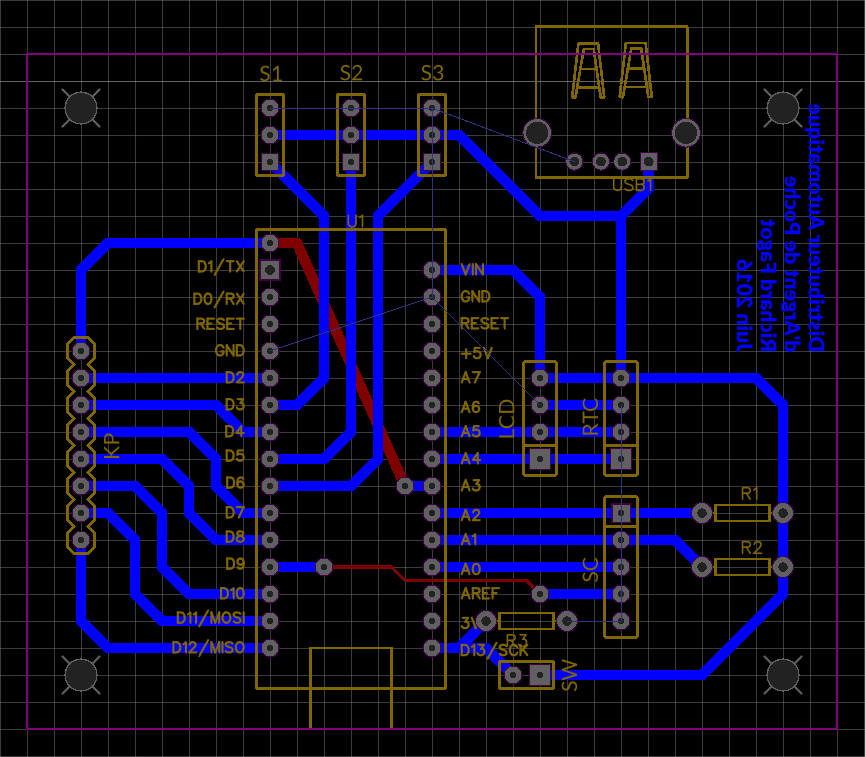 S1
S2
S3
USB1
U1
D1/TX
D0/RX
RESET
GND
D2
D3
D4
D5
D6
D7
D8
D9
D10
D11/MOSI
D12/MISO
VIN
GND
RESET
+5V
A7
A6
A5
A4
A3
A2
A1
A0
AREF
3V
D13/SCK
KP
LCD
RTC
SC
R1
R2
R3
SW
Distributeur Automatique
d'Argent de Poche
Richard Fagot
Juin 2016